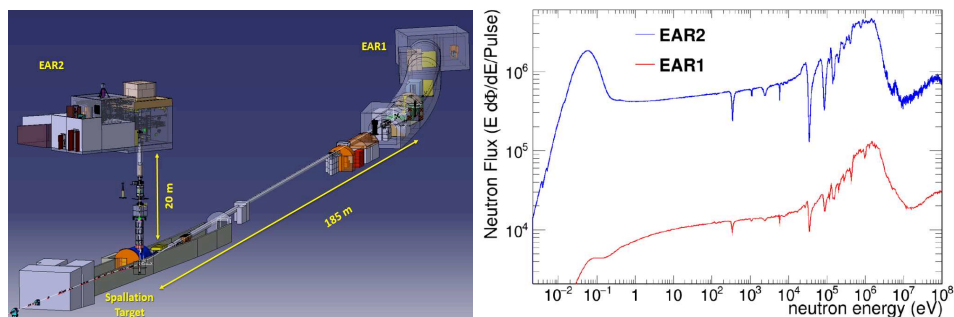 EAR1
EAR2
20 m
185 m
Spallation
Target
Neutron Flux (E dΦ/dE/Pulse)
10⁶
10⁵
10⁴
EAR2
EAR1
10⁻² 10⁻¹ 1 10 10² 10³ 10⁴ 10⁵ 10⁶ 10⁷ 10⁸
neutron energy (eV)